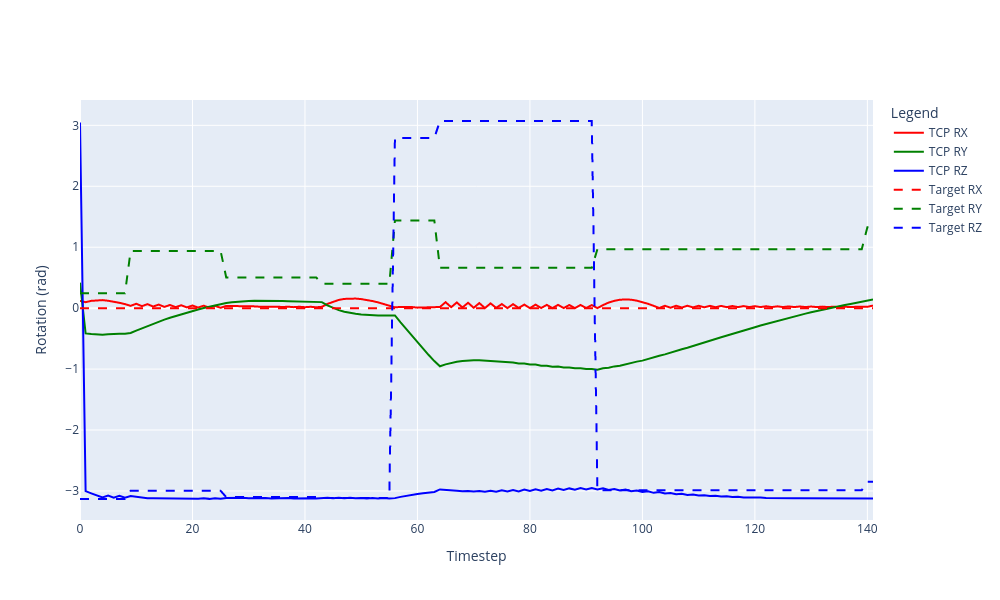 Legend
TCP RX
TCP RY
TCP RZ
Target RX
Target RY
Target RZ
3
2
1
0
−1
−2
−3
Rotation (rad)
0 20 40 60 80 100 120 140
Timestep